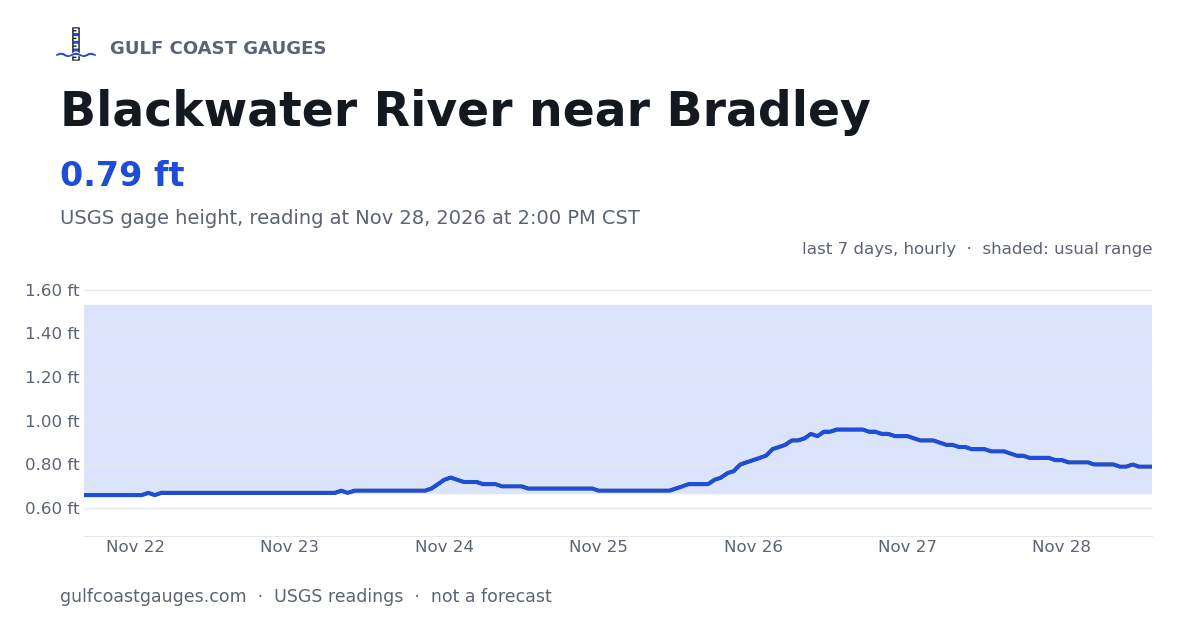 GULF COAST GAUGES
Blackwater River near Bradley
0.79 ft
USGS gage height, reading at Nov 28, 2026 at 2:00 PM CST
last 7 days, hourly · shaded: usual range
1.60 ft
1.40 ft
1.20 ft
1.00 ft
0.80 ft
0.60 ft
Nov 22 Nov 23 Nov 24 Nov 25 Nov 26 Nov 27 Nov 28
gulfcoastgauges.com · USGS readings · not a forecast